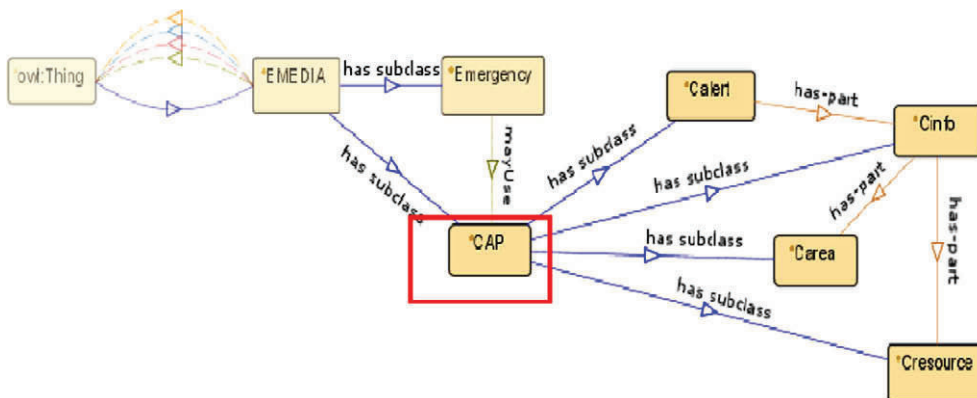 owl:Thing
EMEDIA
has subclass
Emergency
has subclass
mayUse
CAP
has subclass
Calert
has-part
Cinfo
has subclass
has-part
has-part
has subclass
Carea
has subclass
Cresource